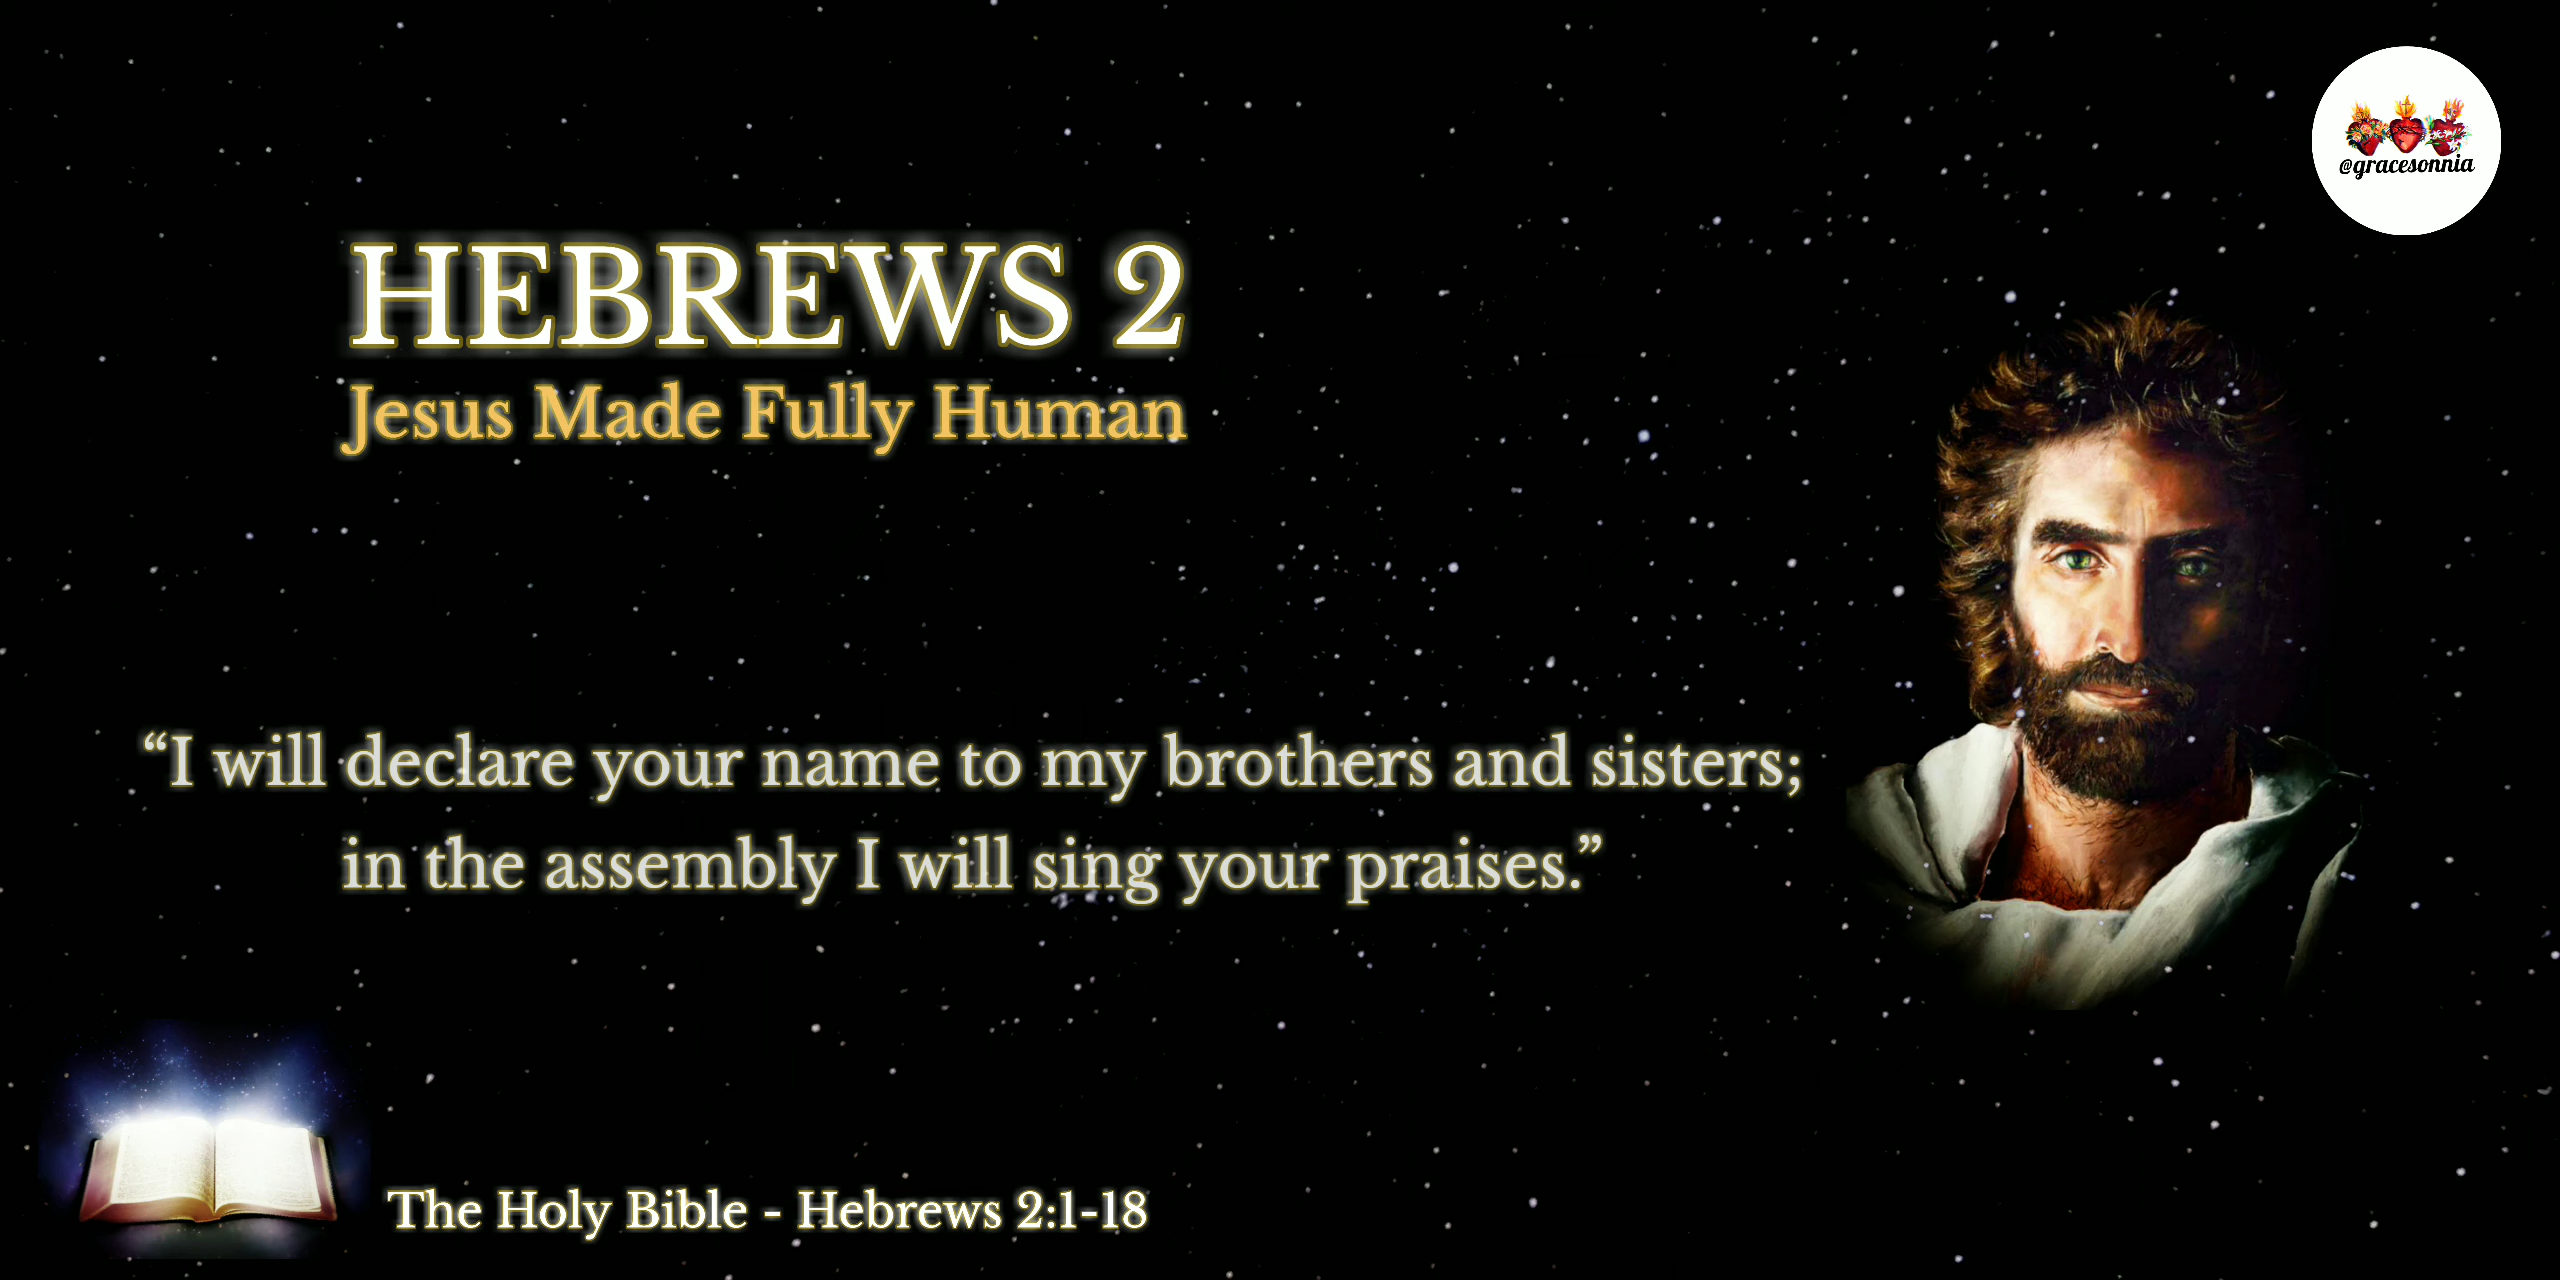 @gracesonnia
HEBREWS 2
Jesus Made Fully Human
“I will declare your name to my brothers and sisters;
in the assembly I will sing your praises.”
The Holy Bible - Hebrews 2:1-18